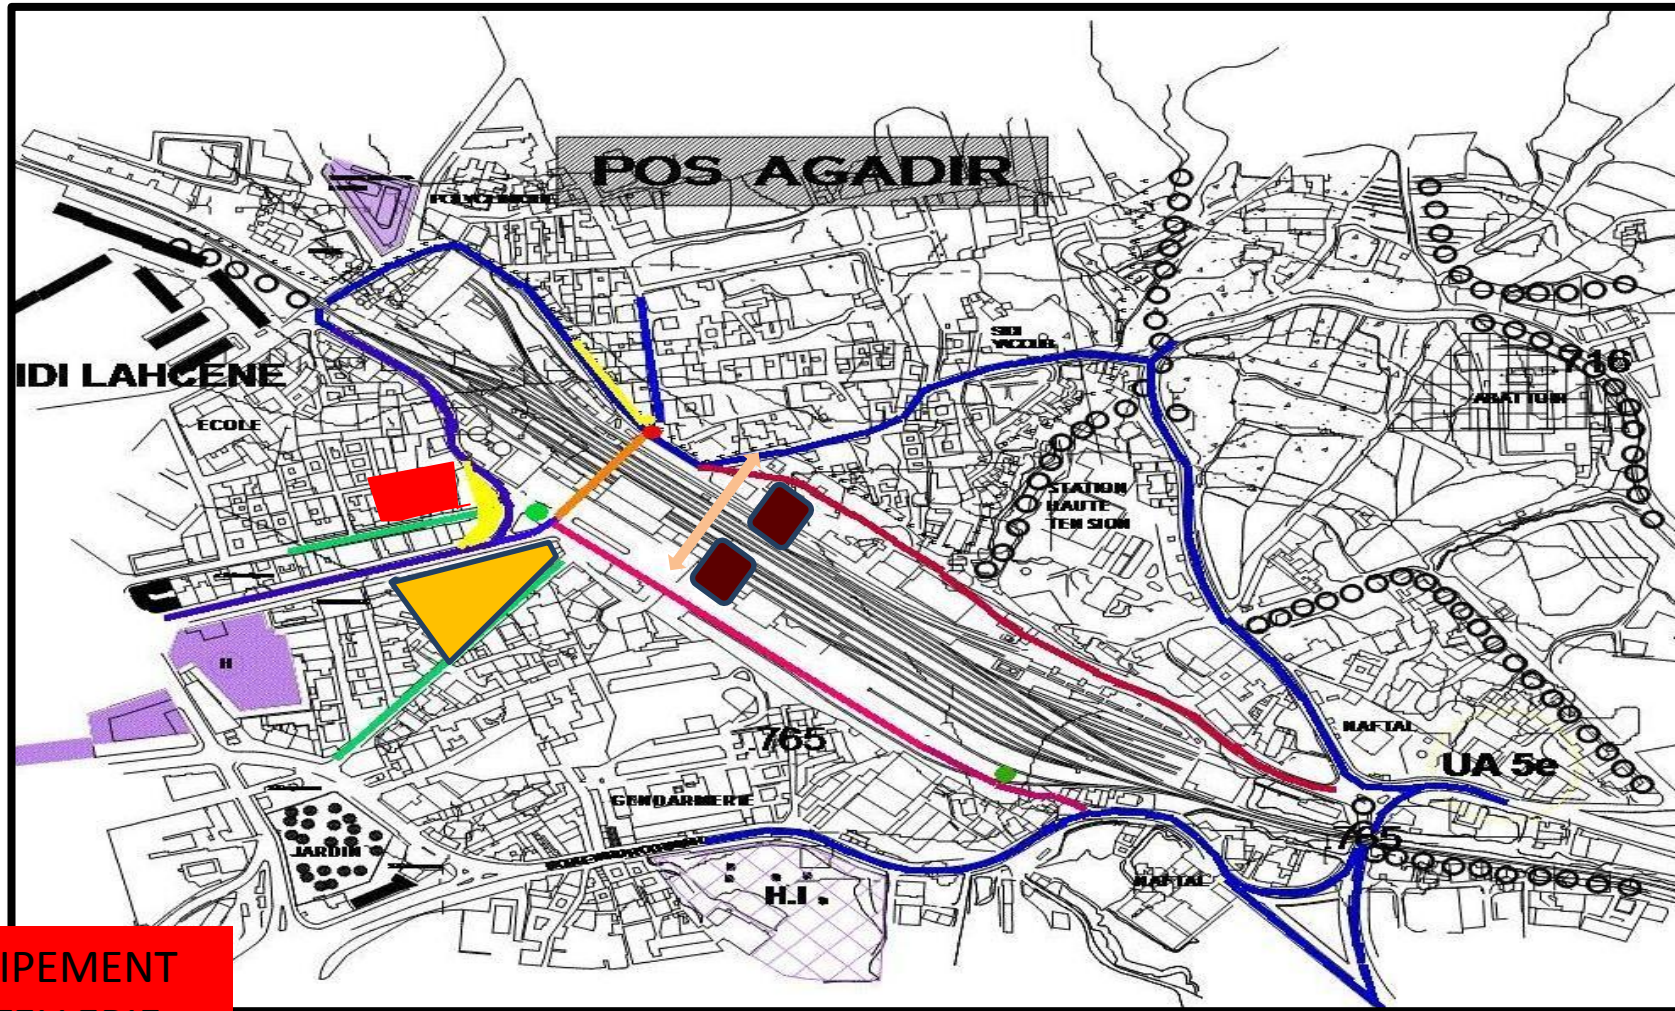 POS AGADIR
POLYCLINIQUE
IDI LAHCENE
SIDI
YACOUB
716
ABATTOIR
ECOLE
STATION
HAUTE
TENSION
H
NAFTAL
765
UA 5e
GENDARMERIE
765
JARDIN
NAFTAL
H.I
IPEMENT